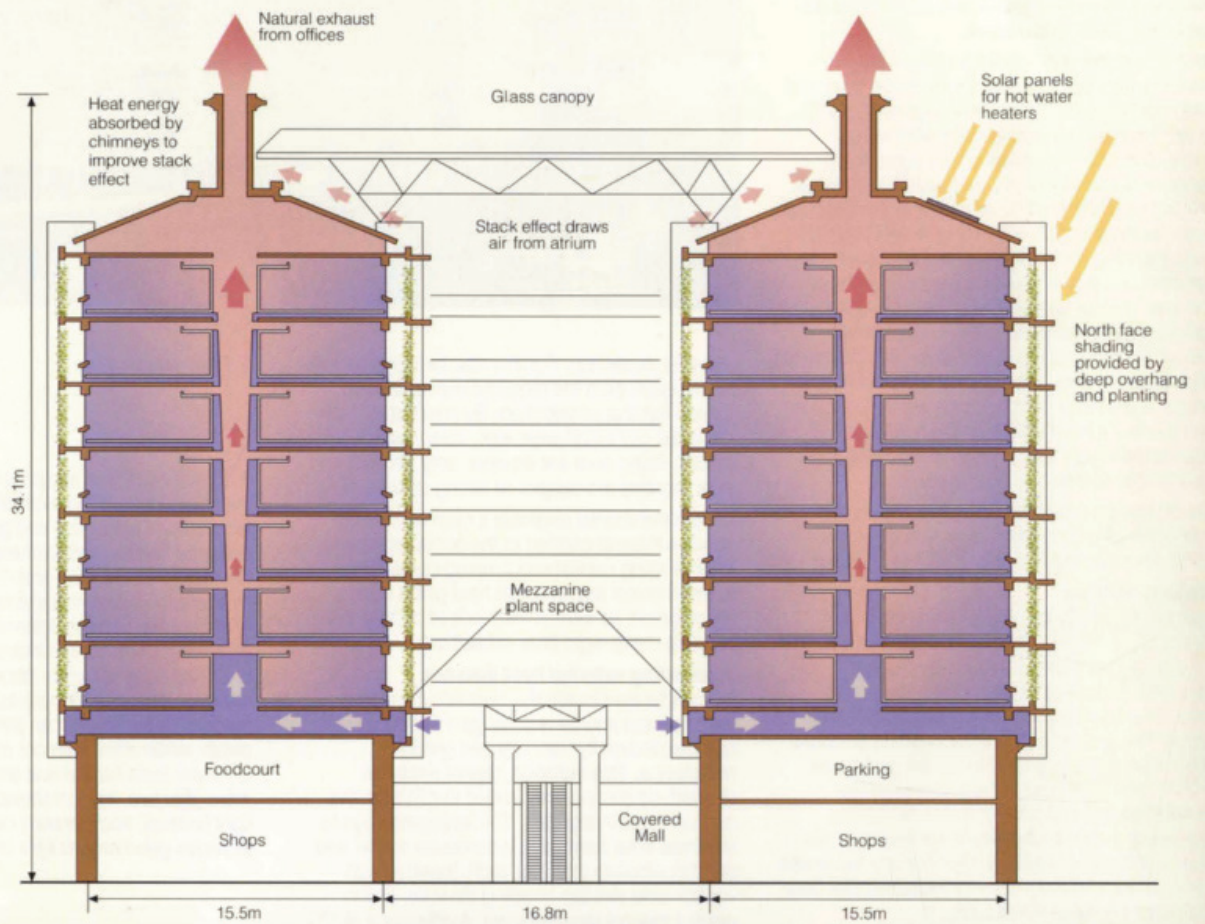 Natural exhaust
from offices
Heat energy
absorbed by
chimneys to
improve stack
effect
Glass canopy
Solar panels
for hot water
heaters
Stack effect draws
air from atrium
North face
shading
provided by
deep overhang
and planting
34.1m
Mezzanine
plant space
Foodcourt
Parking
Shops
Covered
Mall
Shops
15.5m
16.8m
15.5m